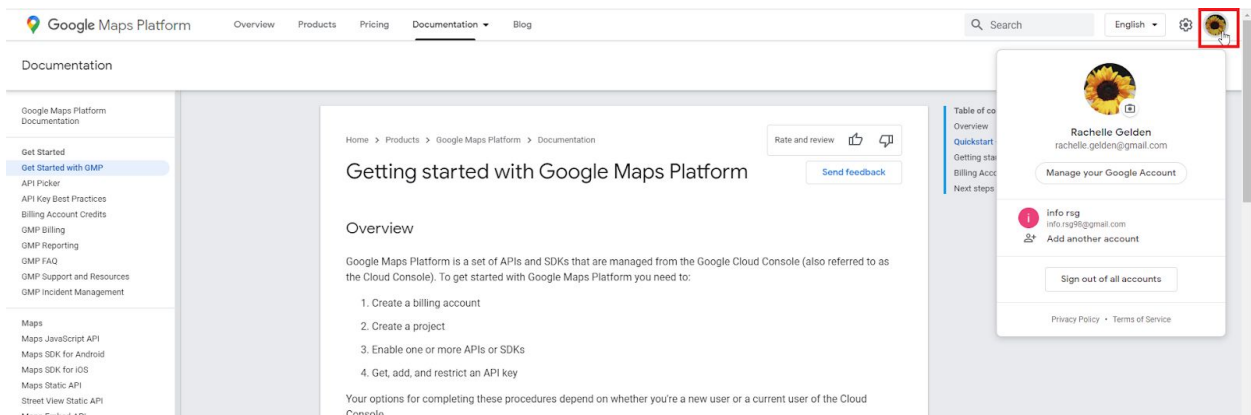 Google Maps Platform
Overview
Products
Pricing
Documentation
Blog
Search
English
Documentation
Google Maps Platform
Documentation
Get Started
Get Started with GMP
API Picker
API Key Best Practices
Billing Account Credits
GMP Billing
GMP Reporting
GMP FAQ
GMP Support and Resources
GMP Incident Management
Maps
Maps JavaScript API
Maps SDK for Android
Maps SDK for iOS
Maps Static API
Street View Static API
Home > Products > Google Maps Platform > Documentation
Rate and review
Getting started with Google Maps Platform
Send feedback
Overview
Google Maps Platform is a set of APIs and SDKs that are managed from the Google Cloud Console (also referred to as
the Cloud Console). To get started with Google Maps Platform you need to:
1. Create a billing account
2. Create a project
3. Enable one or more APIs or SDKs
4. Get, add, and restrict an API key
Your options for completing these procedures depend on whether you're a new user or a current user of the Cloud
Console.
Table of co
Overview
Quickstart
Getting sta
Billing Acco
Next steps
Rachelle Gelden
rachelle.gelden@gmail.com
Manage your Google Account
i
info rsg
info.rsg98@gmail.com
Add another account
Sign out of all accounts
Privacy Policy • Terms of Service